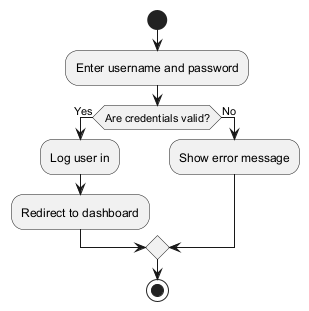 Enter username and password
Are credentials valid?
Yes
No
Log user in
Show error message
Redirect to dashboard